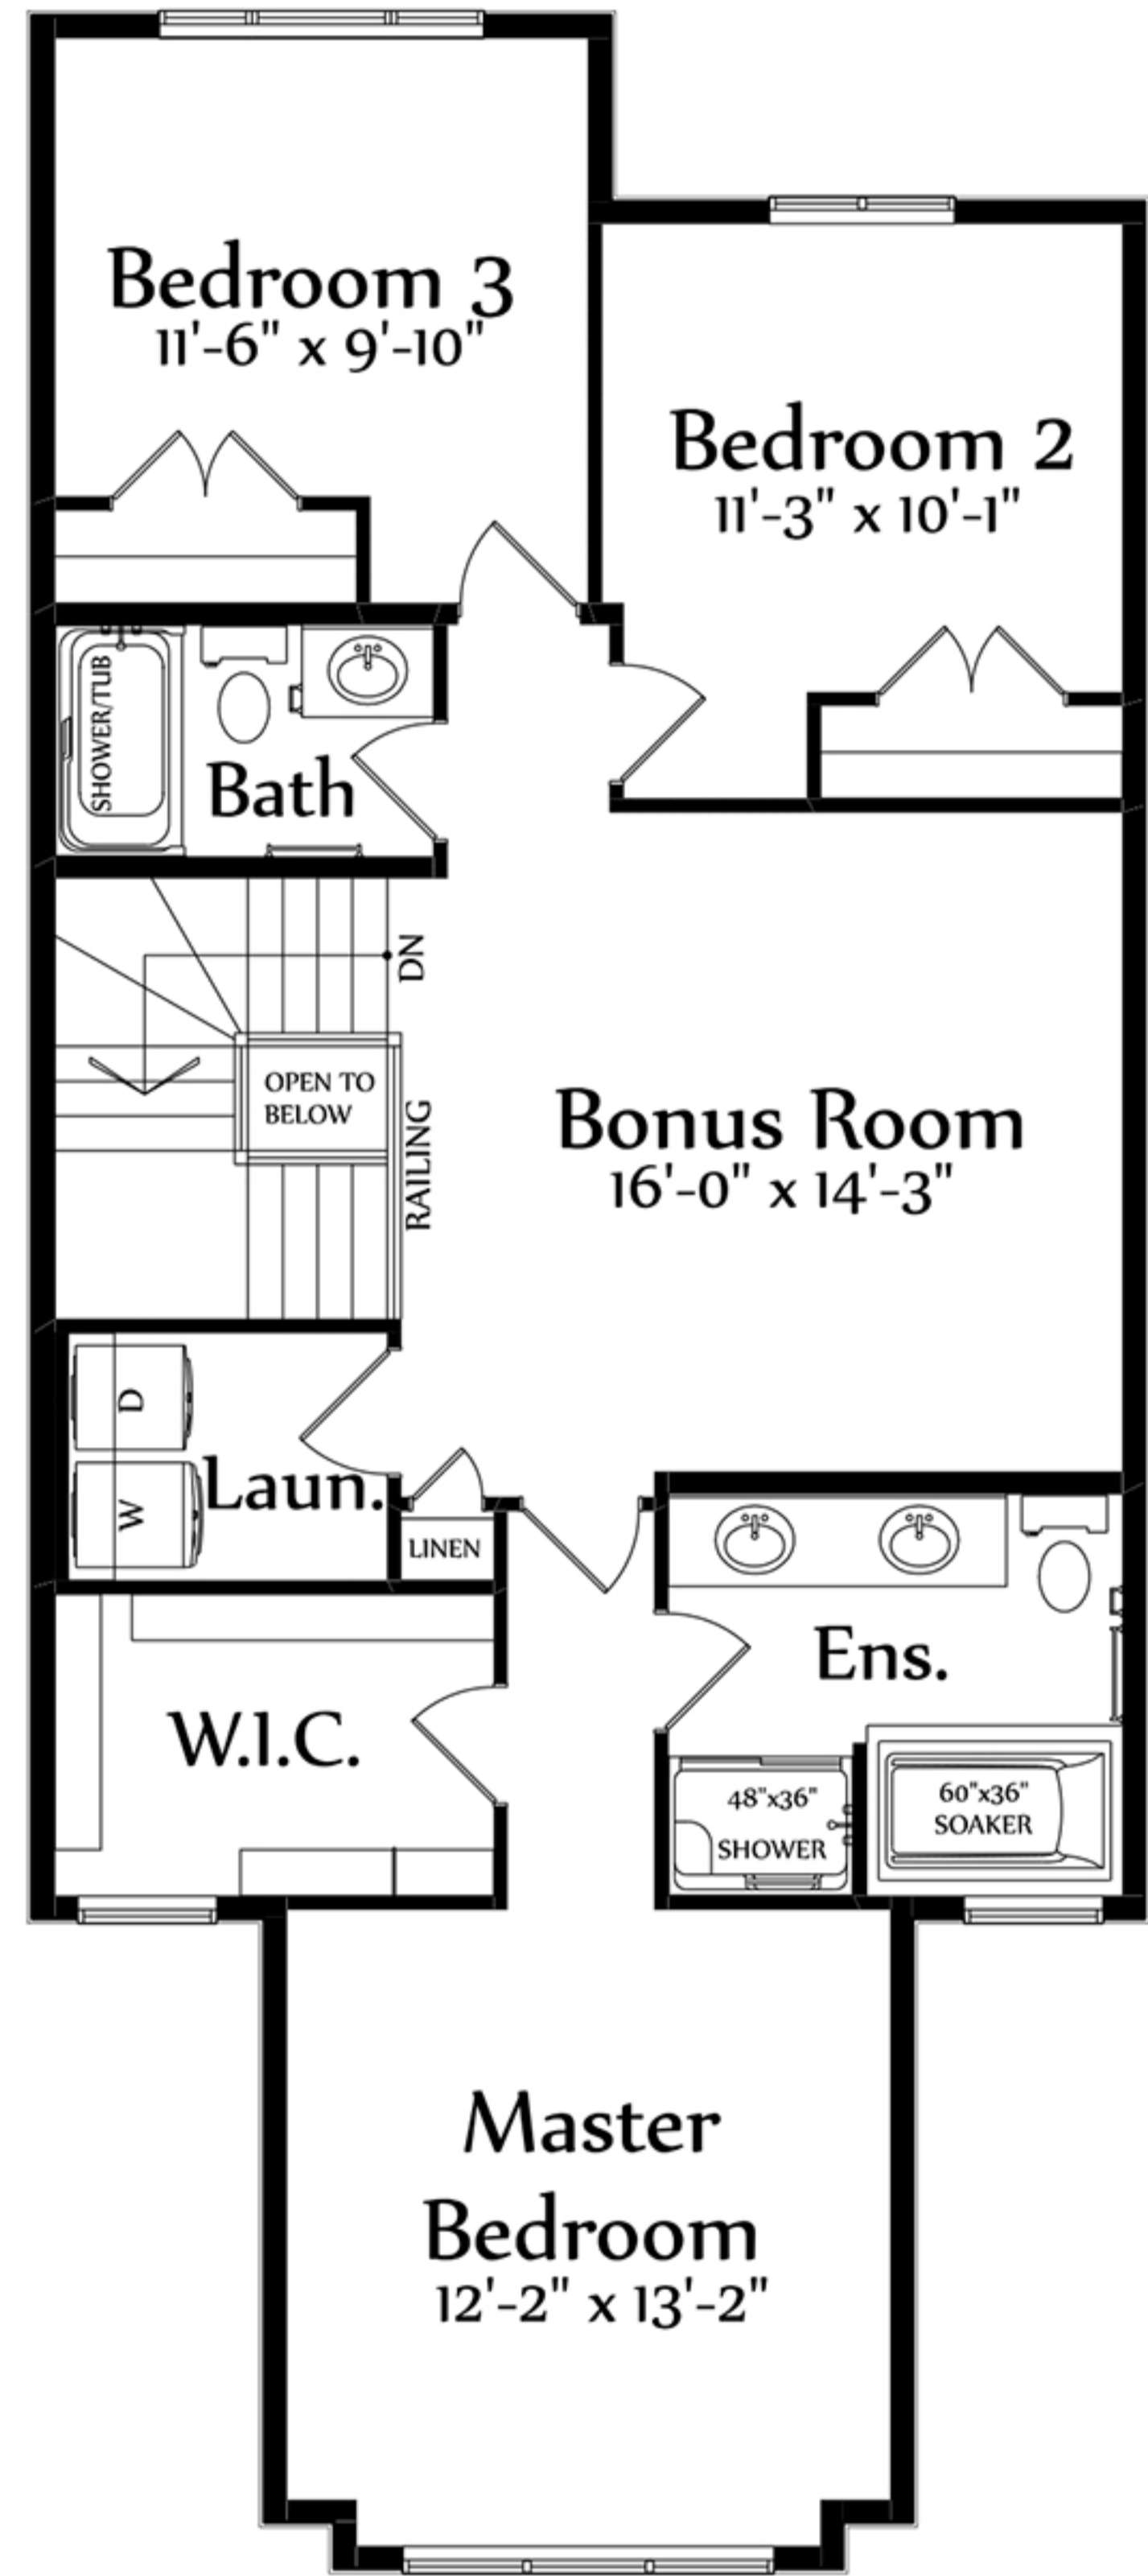 Bedroom 3
11'-6" x 9'-10"
Bedroom 2
11'-3" x 10'-1"
SHOWER/TUB
Bath
DN
OPEN TO
BELOW
RAILING
Bonus Room
16'-0" x 14'-3"
D
W
Laun.
LINEN
Ens.
W.I.C.
48"x36"
SHOWER
60"x36"
SOAKER
Master
Bedroom
12'-2" x 13'-2"